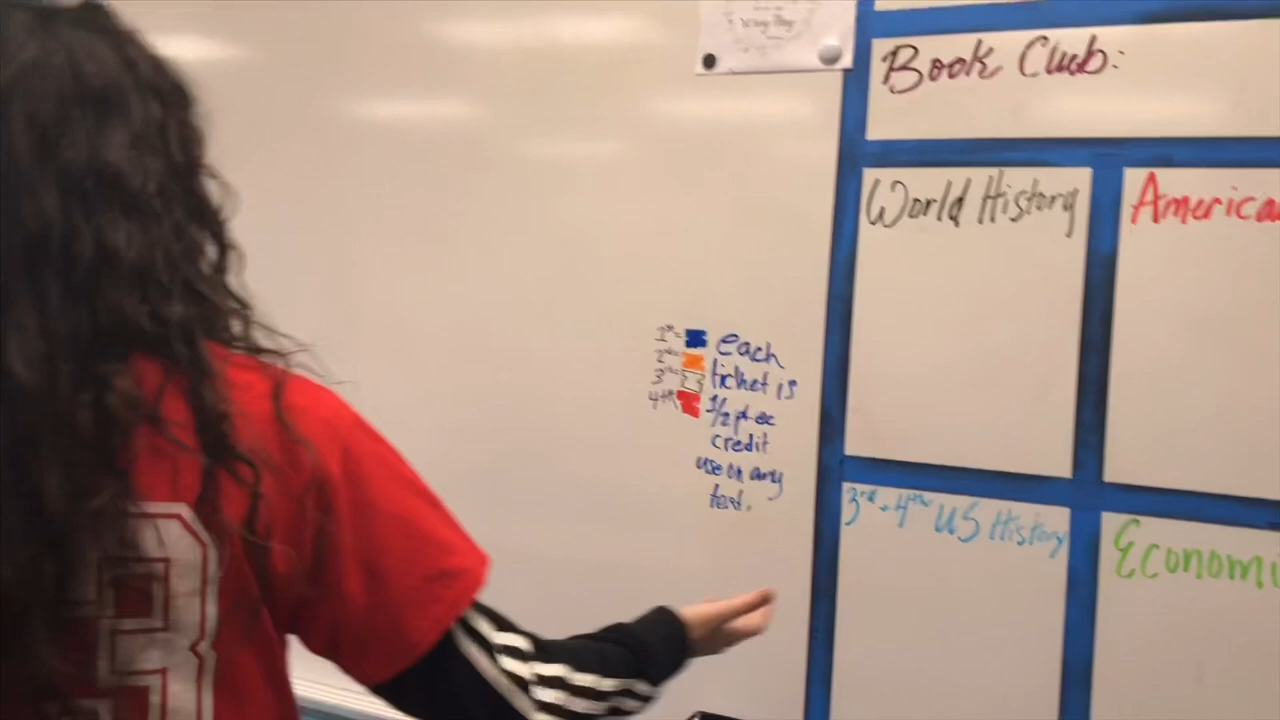 Book Club:
World History
America
1st=
2nd=
3rd=
4th=
each
ticket is
1/2 pt ec
credit
use on any
test.
3rd-4th US History
Economi
3